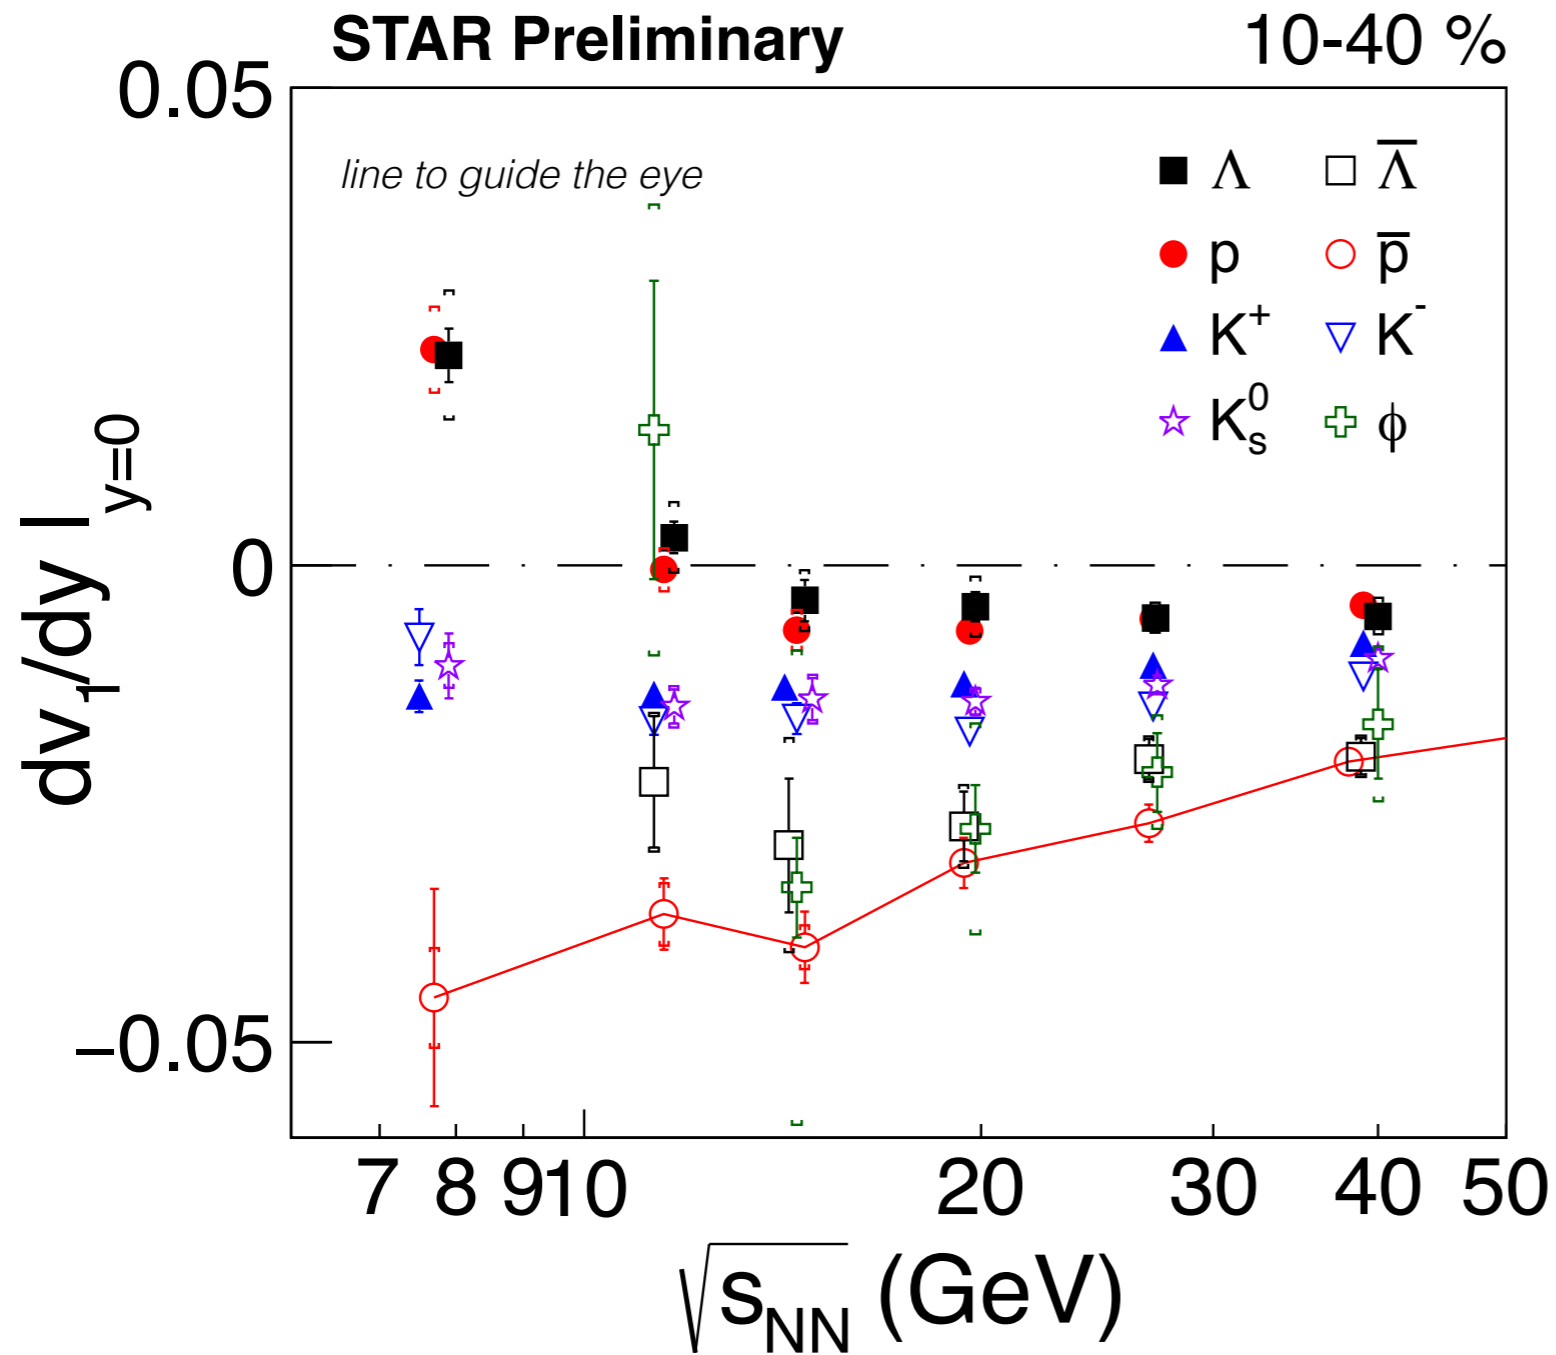 STAR Preliminary 10-40 %
0.05
line to guide the eye
Λ Λ̅
p p̅
K⁺ K⁻
K⁰ₛ ϕ
dv₁/dy |y=0
0
−0.05
7 8 9 10 20 30 40 50
√sNN (GeV)